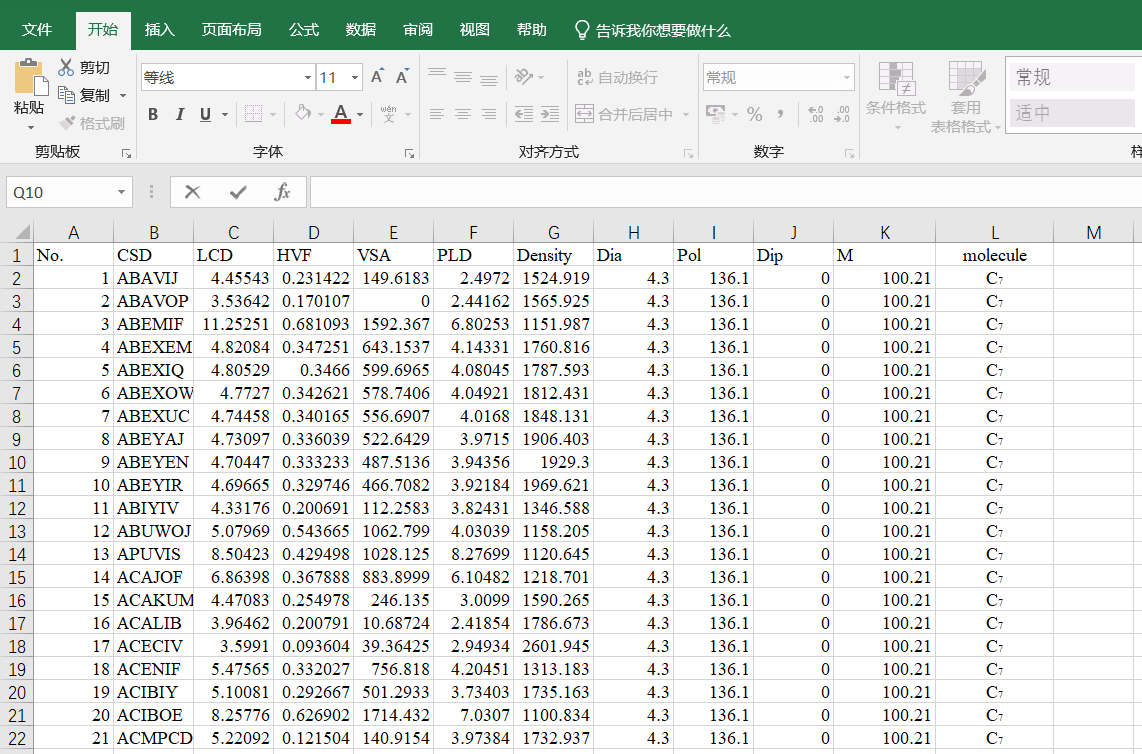 文件 开始 插入 页面布局 公式 数据 审阅 视图 帮助 告诉我你想要做什么
剪切 等线 11 A A ab 自动换行 常规 常规
粘贴 复制 B I U A wén 文 合并后居中 % , .0 .00 条件格式 套用 适中
格式刷 表格格式
剪贴板 字体 对齐方式 数字 样
Q10 fx
A B C D E F G H I J K L M
1 No. CSD LCD HVF VSA PLD Density Dia Pol Dip M molecule
2 1 ABAVIJ 4.45543 0.231422 149.6183 2.4972 1524.919 4.3 136.1 0 100.21 C₇
3 2 ABAVOP 3.53642 0.170107 0 2.44162 1565.925 4.3 136.1 0 100.21 C₇
4 3 ABEMIF 11.25251 0.681093 1592.367 6.80253 1151.987 4.3 136.1 0 100.21 C₇
5 4 ABEXEM 4.82084 0.347251 643.1537 4.14331 1760.816 4.3 136.1 0 100.21 C₇
6 5 ABEXIQ 4.80529 0.3466 599.6965 4.08045 1787.593 4.3 136.1 0 100.21 C₇
7 6 ABEXOW 4.7727 0.342621 578.7406 4.04921 1812.431 4.3 136.1 0 100.21 C₇
8 7 ABEXUC 4.74458 0.340165 556.6907 4.0168 1848.131 4.3 136.1 0 100.21 C₇
9 8 ABEYAJ 4.73097 0.336039 522.6429 3.9715 1906.403 4.3 136.1 0 100.21 C₇
10 9 ABEYEN 4.70447 0.333233 487.5136 3.94356 1929.3 4.3 136.1 0 100.21 C₇
11 10 ABEYIR 4.69665 0.329746 466.7082 3.92184 1969.621 4.3 136.1 0 100.21 C₇
12 11 ABIYIV 4.33176 0.200691 112.2583 3.82431 1346.588 4.3 136.1 0 100.21 C₇
13 12 ABUWOJ 5.07969 0.543665 1062.799 4.03039 1158.205 4.3 136.1 0 100.21 C₇
14 13 APUVIS 8.50423 0.429498 1028.125 8.27699 1120.645 4.3 136.1 0 100.21 C₇
15 14 ACAJOF 6.86398 0.367888 883.8999 6.10482 1218.701 4.3 136.1 0 100.21 C₇
16 15 ACAKUM 4.47083 0.254978 246.135 3.0099 1590.265 4.3 136.1 0 100.21 C₇
17 16 ACALIB 3.96462 0.200791 10.68724 2.41854 1786.673 4.3 136.1 0 100.21 C₇
18 17 ACECIV 3.5991 0.093604 39.36425 2.94934 2601.945 4.3 136.1 0 100.21 C₇
19 18 ACENIF 5.47565 0.332027 756.818 4.20451 1313.183 4.3 136.1 0 100.21 C₇
20 19 ACIBIY 5.10081 0.292667 501.2933 3.73403 1735.163 4.3 136.1 0 100.21 C₇
21 20 ACIBOE 8.25776 0.626902 1714.432 7.0307 1100.834 4.3 136.1 0 100.21 C₇
22 21 ACMPCD 5.22092 0.121504 140.9154 3.97384 1732.937 4.3 136.1 0 100.21 C₇